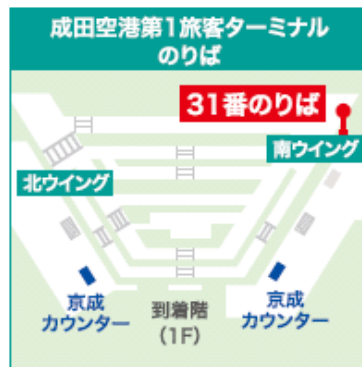 成田空港第1旅客ターミナル
のりば
31番のりば
南ウイング
北ウイング
京成
カウンター
到着階
(1F)
京成
カウンター